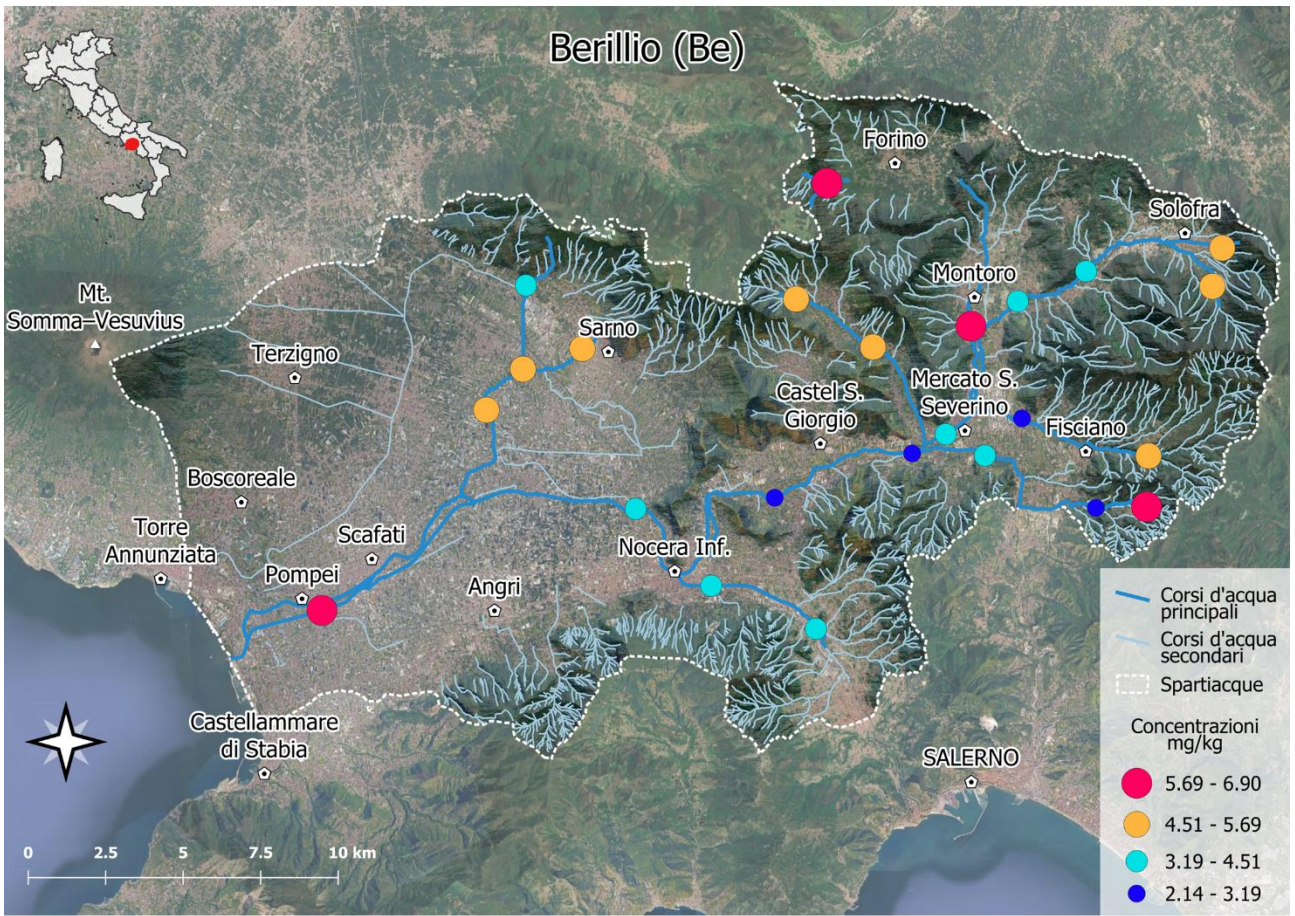 Berillio (Be)
Forino
Solofra
Montoro
Mt.
Somma–Vesuvius
Sarno
Terzigno
Castel S.
Giorgio
Mercato S.
Severino
Fisciano
Boscoreale
Torre
Annunziata
Scafati
Nocera Inf.
Pompei
Angri
Castellammare
di Stabia
SALERNO
Corsi d'acqua
principali
Corsi d'acqua
secondari
Spartiacque
Concentrazioni
mg/kg
5.69 - 6.90
4.51 - 5.69
3.19 - 4.51
2.14 - 3.19
0 2.5 5 7.5 10 km